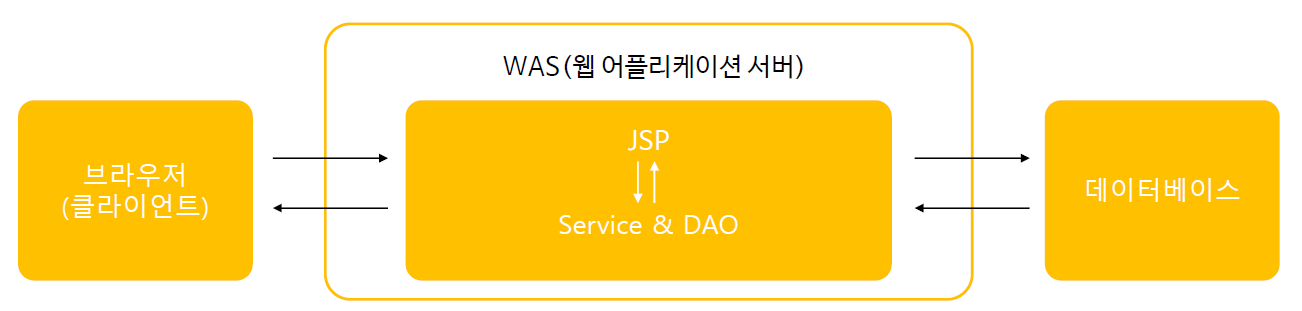 WAS (웹 어플리케이션 서버)
브라우저
(클라이언트)
JSP
Service & DAO
데이터베이스